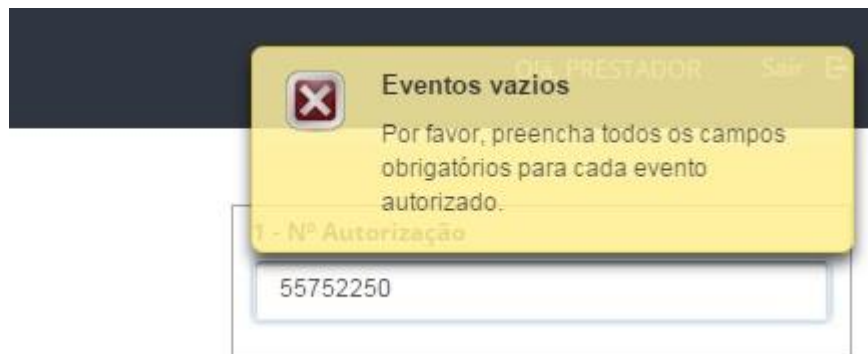 Olá, PRESTADOR Sair
Eventos vazios
Por favor, preencha todos os campos
obrigatórios para cada evento
autorizado.
1 - Nº Autorização
55752250